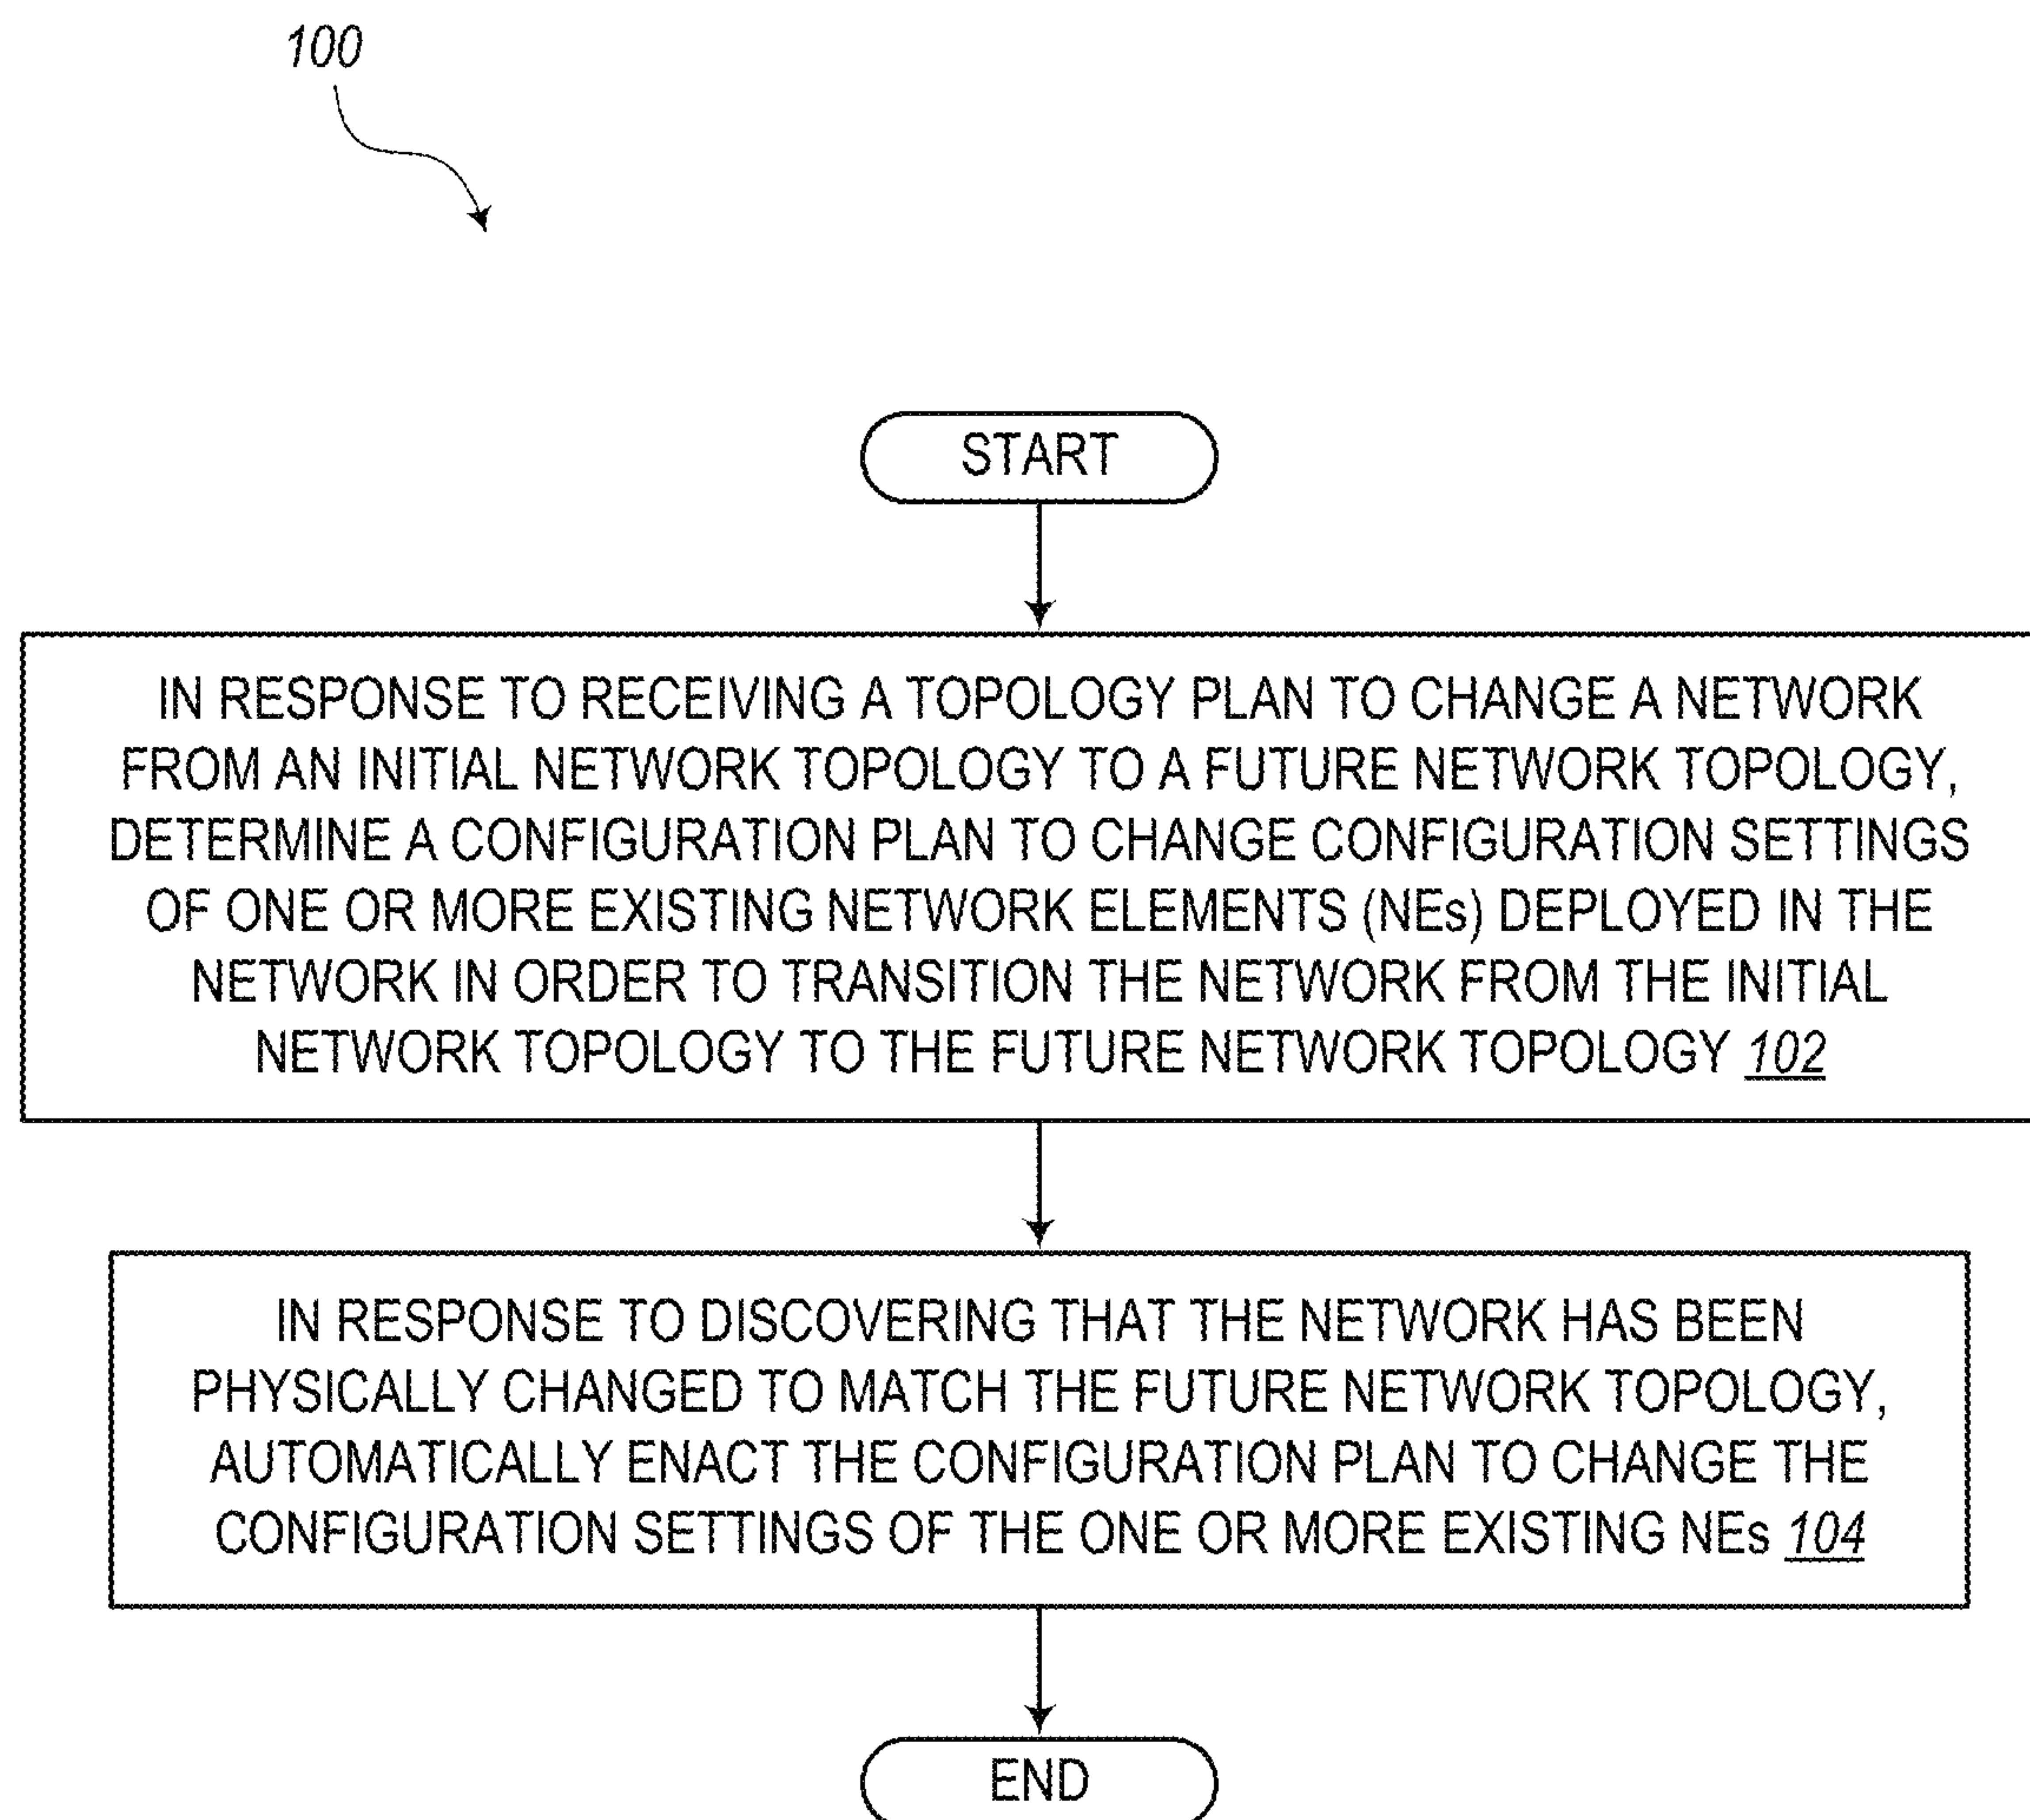 100
START
IN RESPONSE TO RECEIVING A TOPOLOGY PLAN TO CHANGE A NETWORK
FROM AN INITIAL NETWORK TOPOLOGY TO A FUTURE NETWORK TOPOLOGY,
DETERMINE A CONFIGURATION PLAN TO CHANGE CONFIGURATION SETTINGS
OF ONE OR MORE EXISTING NETWORK ELEMENTS (NEs) DEPLOYED IN THE
NETWORK IN ORDER TO TRANSITION THE NETWORK FROM THE INITIAL
NETWORK TOPOLOGY TO THE FUTURE NETWORK TOPOLOGY 102
IN RESPONSE TO DISCOVERING THAT THE NETWORK HAS BEEN
PHYSICALLY CHANGED TO MATCH THE FUTURE NETWORK TOPOLOGY,
AUTOMATICALLY ENACT THE CONFIGURATION PLAN TO CHANGE THE
CONFIGURATION SETTINGS OF THE ONE OR MORE EXISTING NEs 104
END